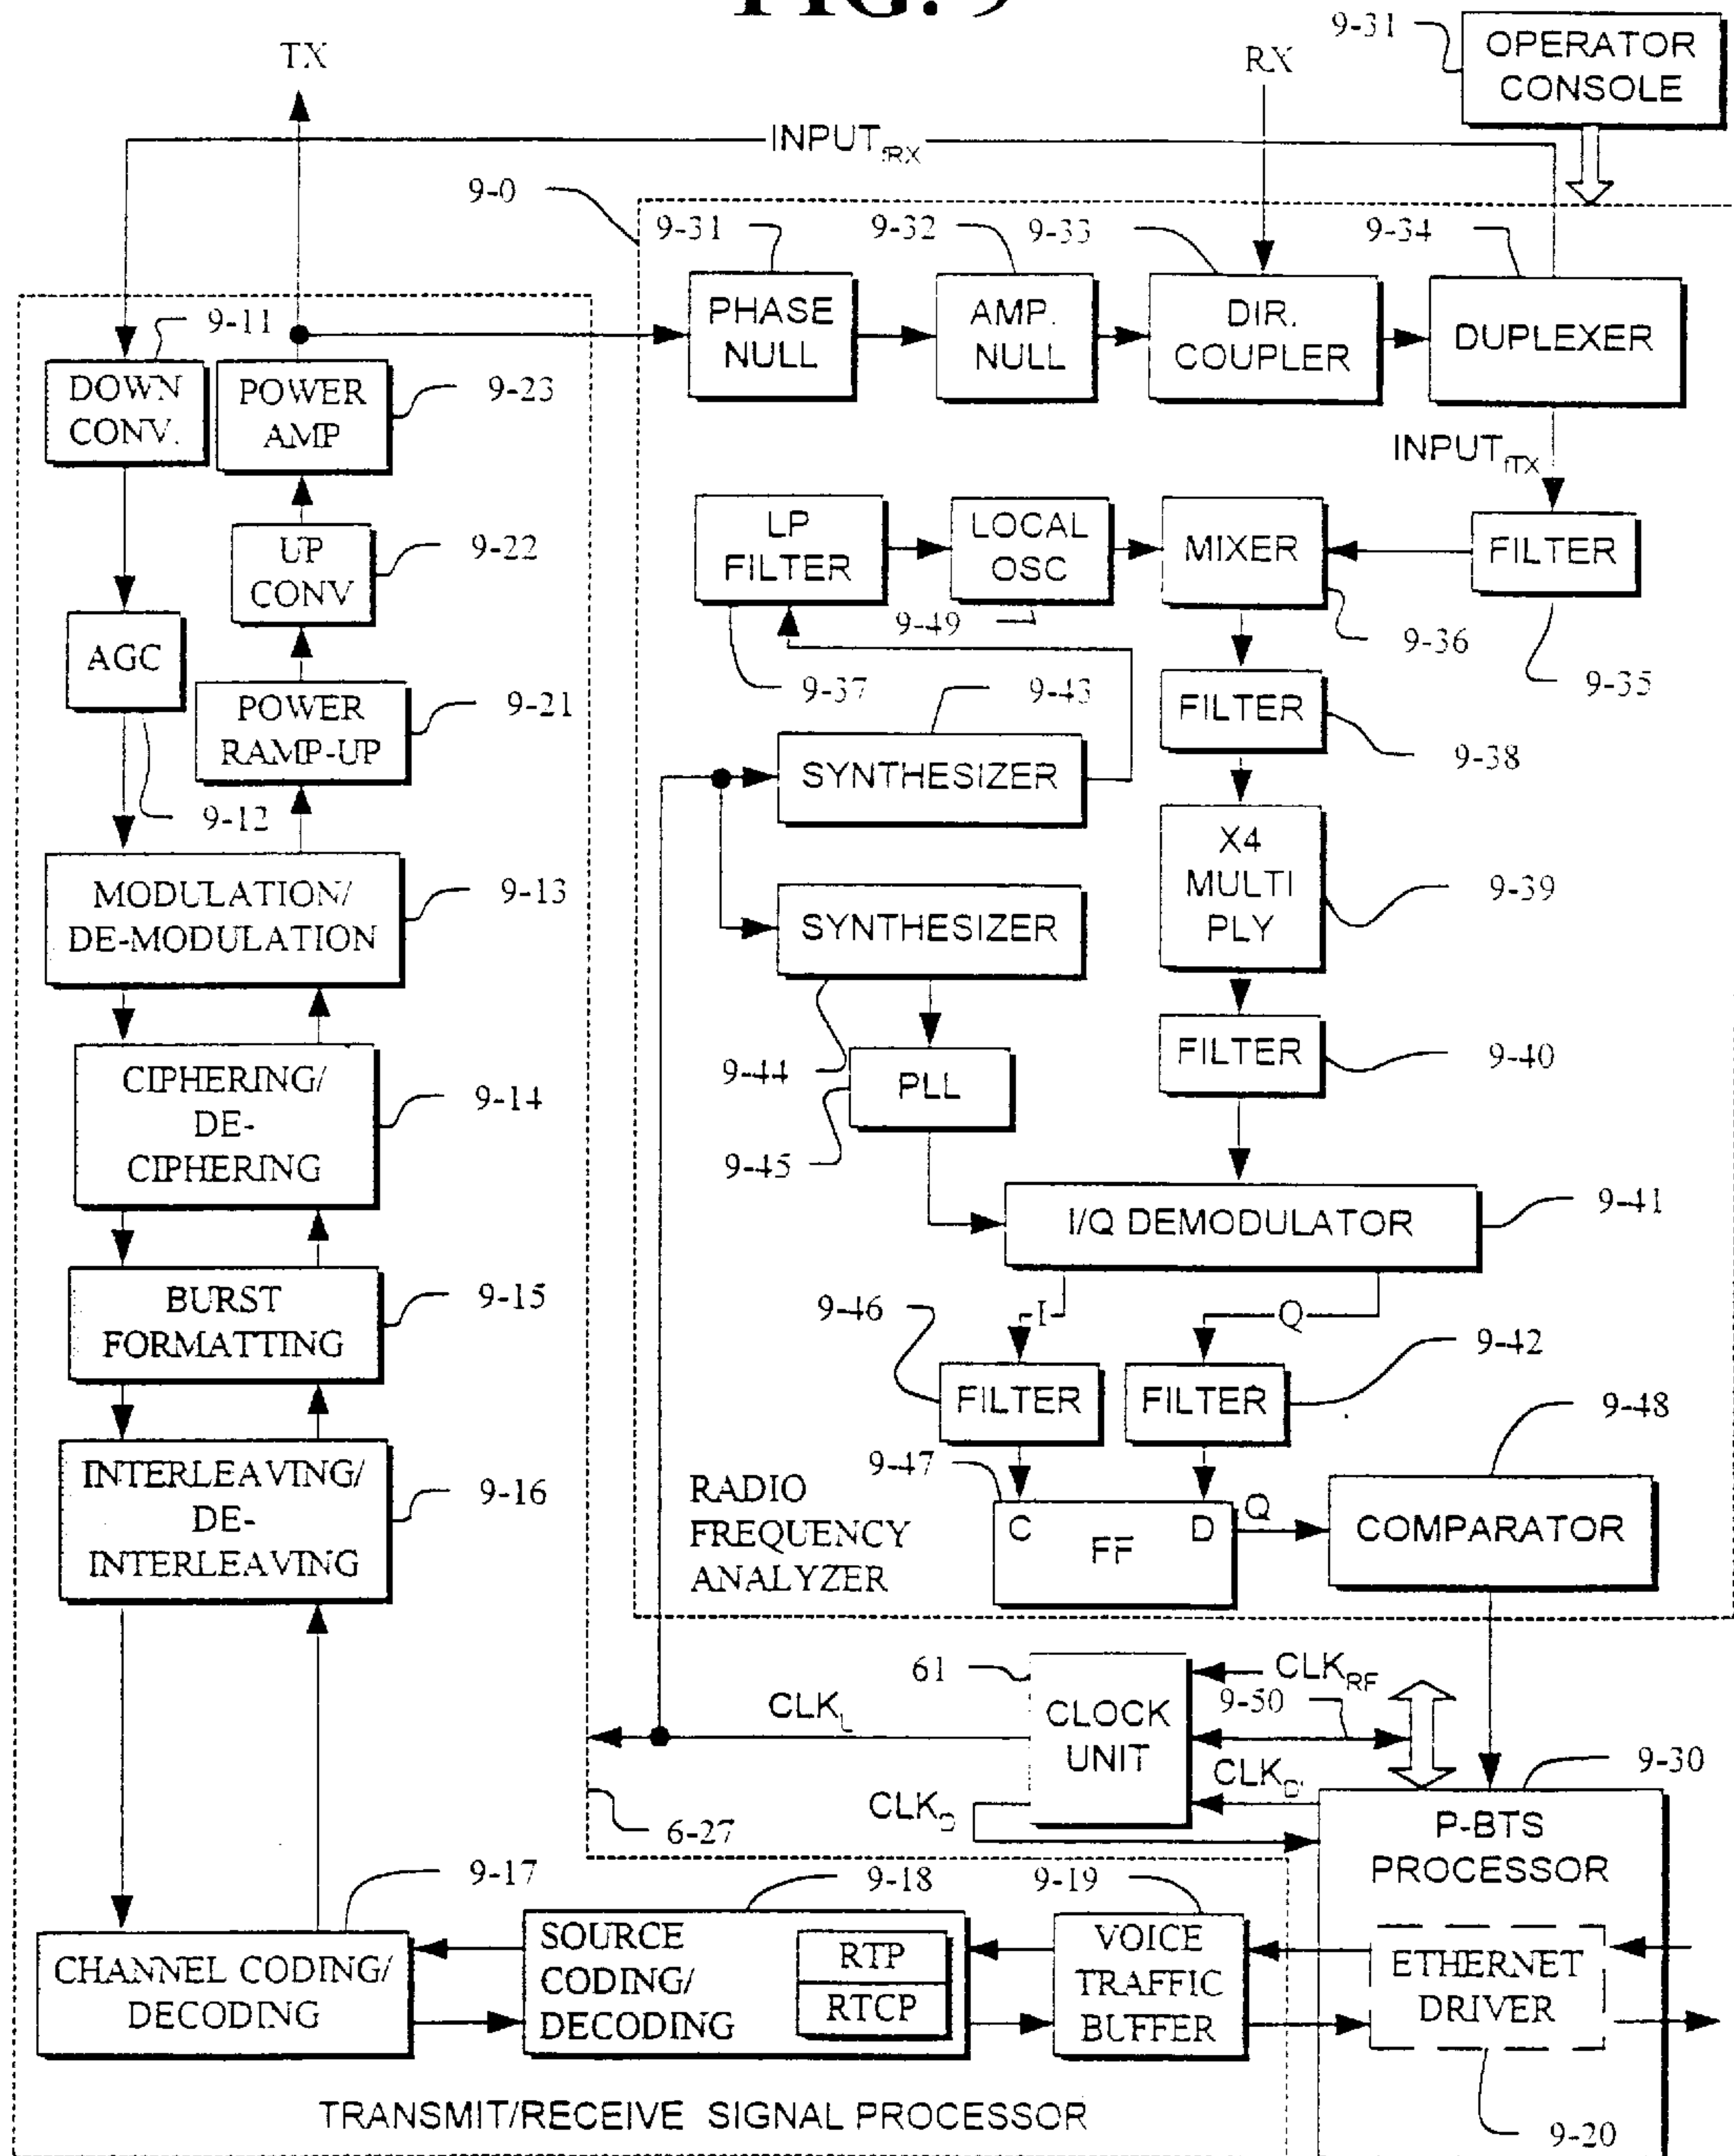 FIG. 9
9-31
OPERATOR
CONSOLE
TX
RX
INPUT fRX
9-0
9-31
9-32
9-33
9-34
PHASE
NULL
AMP.
NULL
DIR.
COUPLER
DUPLEXER
9-11
DOWN
CONV.
POWER
AMP
9-23
INPUT fTX
LP
FILTER
LOCAL
OSC
MIXER
FILTER
UP
CONV
9-22
9-49
9-36
9-35
AGC
9-37
9-43
POWER
RAMP-UP
9-21
FILTER
9-38
SYNTHESIZER
9-12
X4
MULTI
PLY
9-39
MODULATION/
DE-MODULATION
9-13
SYNTHESIZER
FILTER
9-40
9-44
PLL
9-45
CIPHERING/
DE-
CIPHERING
9-14
I/Q DEMODULATOR
9-41
BURST
FORMATTING
9-15
9-46
I
Q
9-42
FILTER
FILTER
9-48
INTERLEAVING/
DE-
INTERLEAVING
9-16
9-47
RADIO
FREQUENCY
ANALYZER
C
D
FF
Q
COMPARATOR
61
CLK RF
9-50
CLK L
CLOCK
UNIT
9-30
CLK D'
CLK D
6-27
P-BTS
PROCESSOR
9-17
9-18
9-19
CHANNEL CODING/
DECODING
SOURCE
CODING/
DECODING
RTP
RTCP
VOICE
TRAFFIC
BUFFER
ETHERNET
DRIVER
TRANSMIT/RECEIVE SIGNAL PROCESSOR
9-20